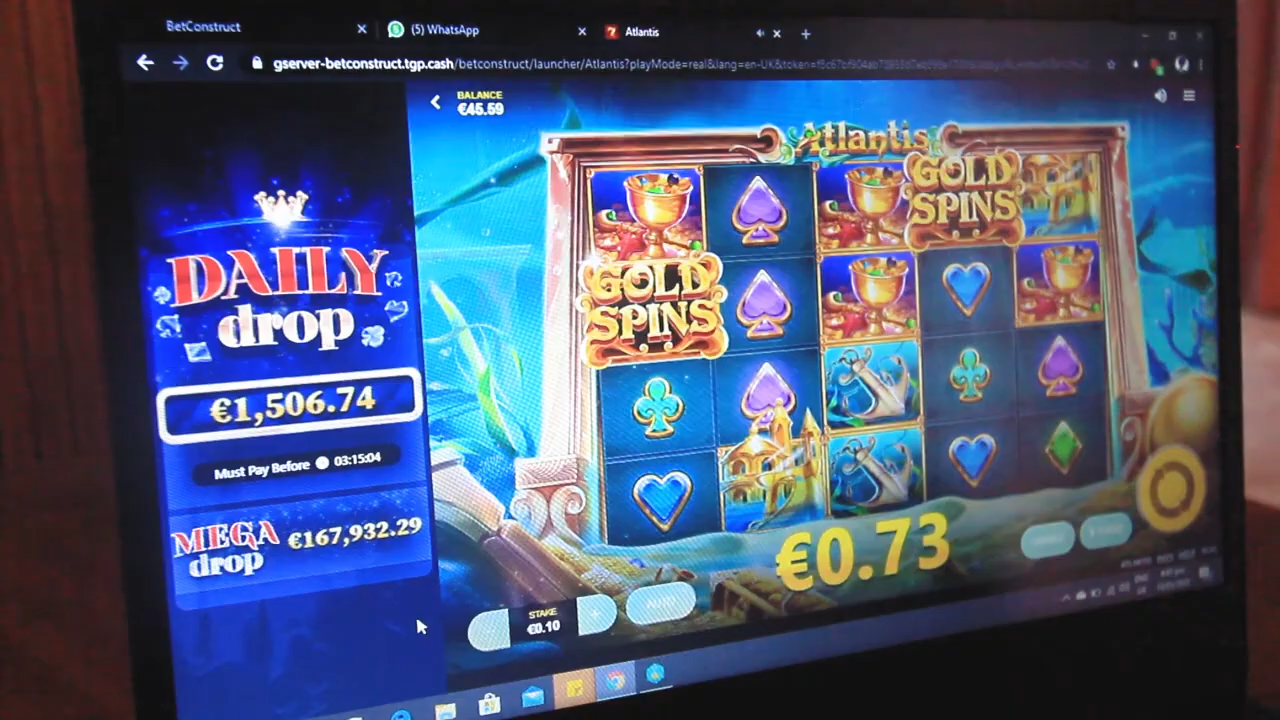 BetConstruct
(5) WhatsApp
Atlantis
gserver-betconstruct.tgp.cash/betconstruct/launcher/Atlantis?playMode=real&lang=en-UK&token=
BALANCE
€45.59
Atlantis
GOLD
SPINS
GOLD
SPINS
DAILY
drop
€1,506.74
Must Pay Before 03:15:04
MEGA
drop
€167,932.29
€0.73
STAKE
€0.10